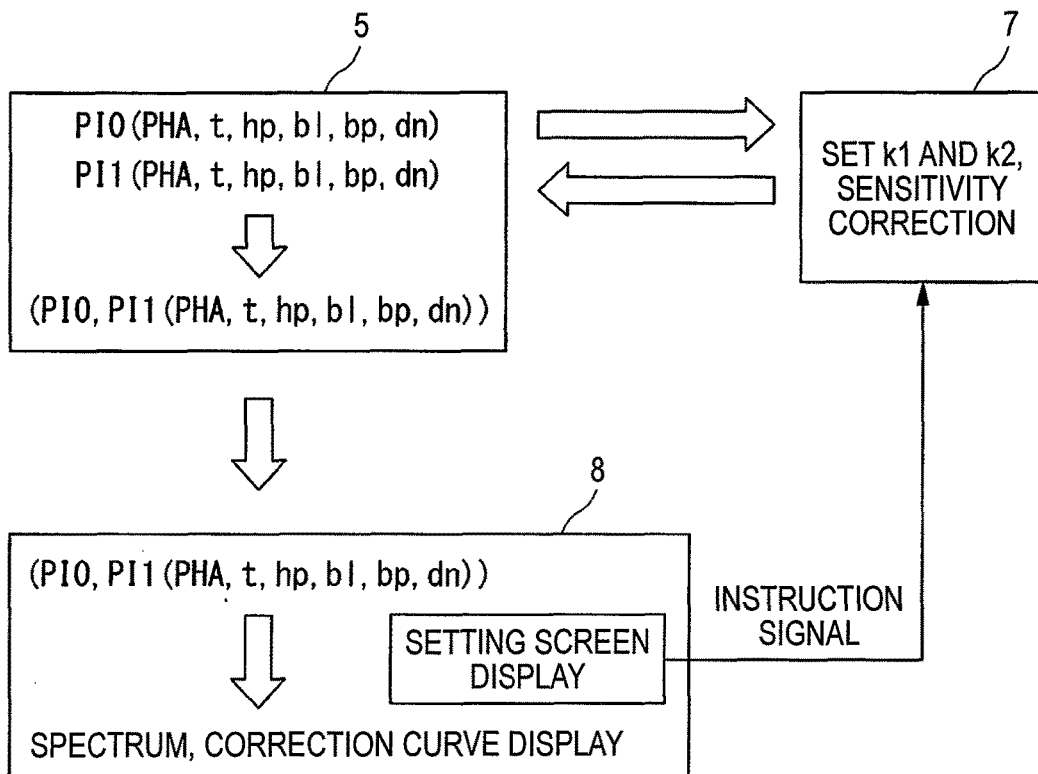 5
7
PI0(PHA, t, hp, bl, bp, dn)
PI1(PHA, t, hp, bl, bp, dn)
(PI0, PI1(PHA, t, hp, bl, bp, dn))
SET k1 AND k2,
SENSITIVITY
CORRECTION
8
(PI0, PI1(PHA, t, hp, bl, bp, dn))
SETTING SCREEN
DISPLAY
INSTRUCTION
SIGNAL
SPECTRUM, CORRECTION CURVE DISPLAY